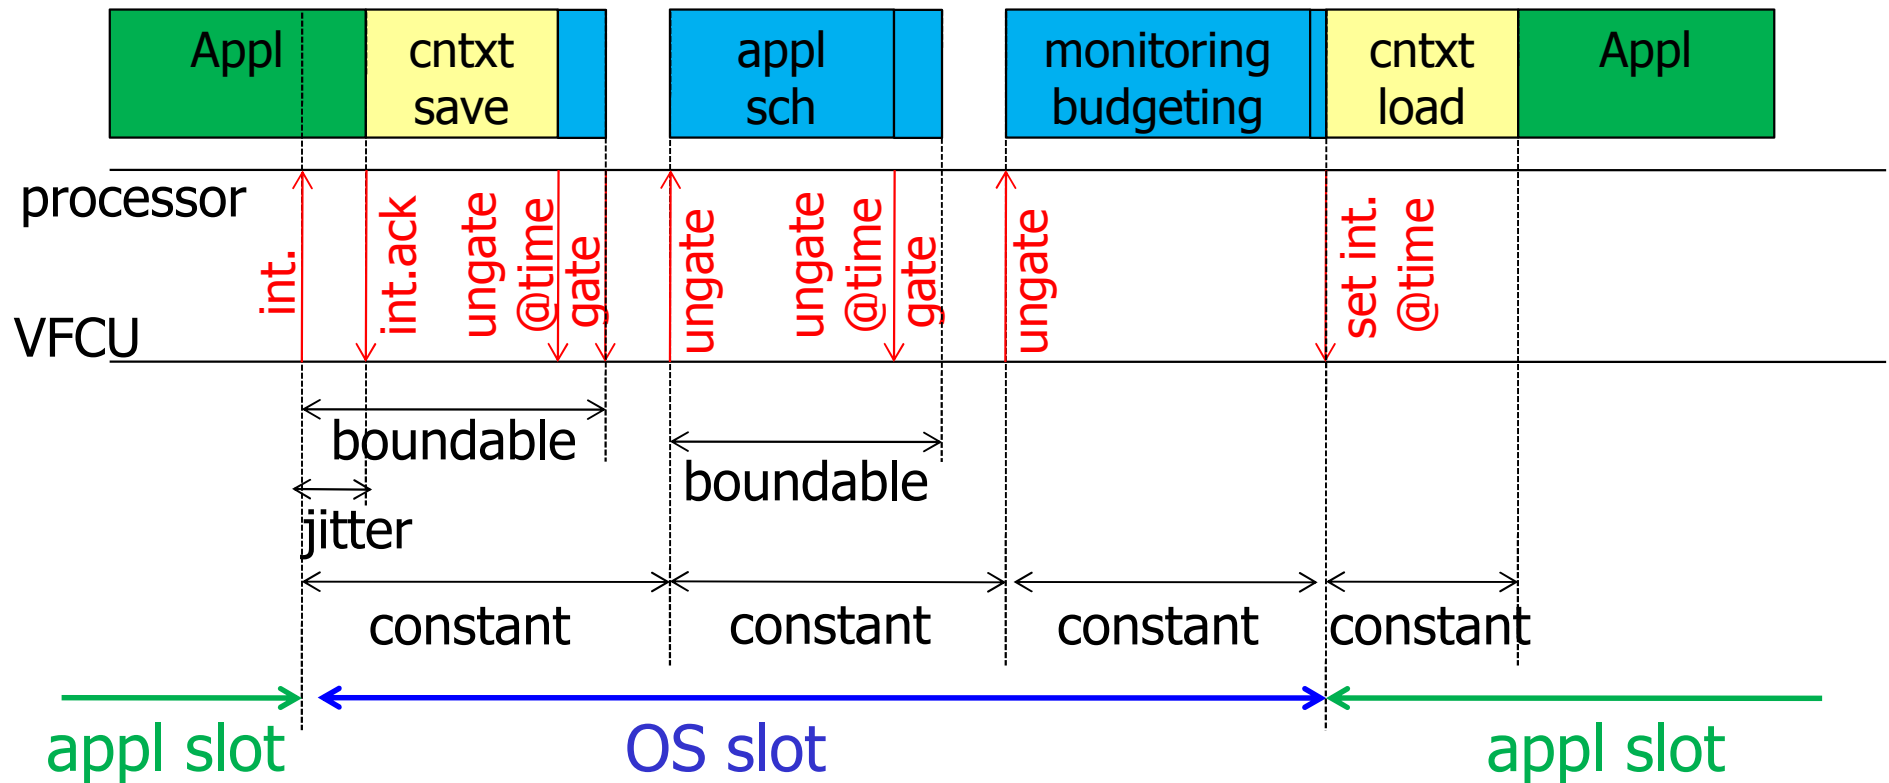 Appl
cntxt
save
appl
sch
monitoring
budgeting
cntxt
load
Appl
processor
VFCU
int.
int.ack
ungate
@time
gate
ungate
ungate
@time
gate
ungate
set int.
@time
boundable
boundable
jitter
constant
constant
constant
constant
appl slot
OS slot
appl slot